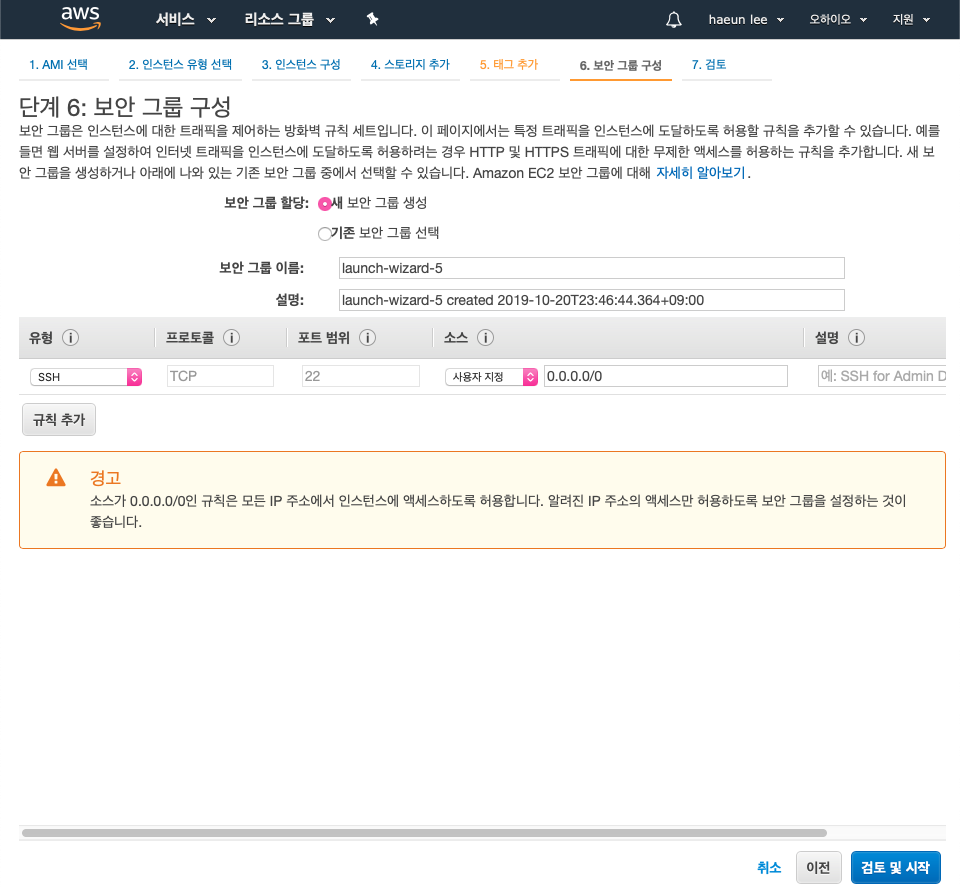 aws 서비스 리소스 그룹 haeun lee 오하이오 지원
1. AMI 선택 2. 인스턴스 유형 선택 3. 인스턴스 구성 4. 스토리지 추가 5. 태그 추가 6. 보안 그룹 구성 7. 검토
단계 6: 보안 그룹 구성
보안 그룹은 인스턴스에 대한 트래픽을 제어하는 방화벽 규칙 세트입니다. 이 페이지에서는 특정 트래픽을 인스턴스에 도달하도록 허용할 규칙을 추가할 수 있습니다. 예를
들면 웹 서버를 설정하여 인터넷 트래픽을 인스턴스에 도달하도록 허용하려는 경우 HTTP 및 HTTPS 트래픽에 대한 무제한 액세스를 허용하는 규칙을 추가합니다. 새 보
안 그룹을 생성하거나 아래에 나와 있는 기존 보안 그룹 중에서 선택할 수 있습니다. Amazon EC2 보안 그룹에 대해 자세히 알아보기.
보안 그룹 할당: 새 보안 그룹 생성
기존 보안 그룹 선택
보안 그룹 이름: launch-wizard-5
설명: launch-wizard-5 created 2019-10-20T23:46:44.364+09:00
유형 i 프로토콜 i 포트 범위 i 소스 i 설명 i
SSH TCP 22 사용자 지정 0.0.0.0/0 예: SSH for Admin D
규칙 추가
경고
소스가 0.0.0.0/0인 규칙은 모든 IP 주소에서 인스턴스에 액세스하도록 허용합니다. 알려진 IP 주소의 액세스만 허용하도록 보안 그룹을 설정하는 것이
좋습니다.
취소 이전 검토 및 시작